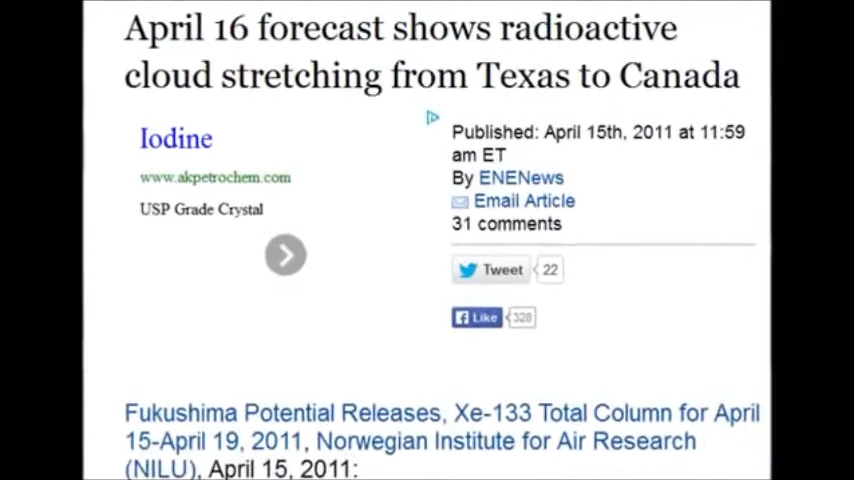 April 16 forecast shows radioactive
cloud stretching from Texas to Canada
Iodine
www.akpetrochem.com
USP Grade Crystal
Published: April 15th, 2011 at 11:59
am ET
By ENENews
Email Article
31 comments
Tweet 22
Like 328
Fukushima Potential Releases, Xe-133 Total Column for April
15-April 19, 2011, Norwegian Institute for Air Research
(NILU), April 15, 2011: